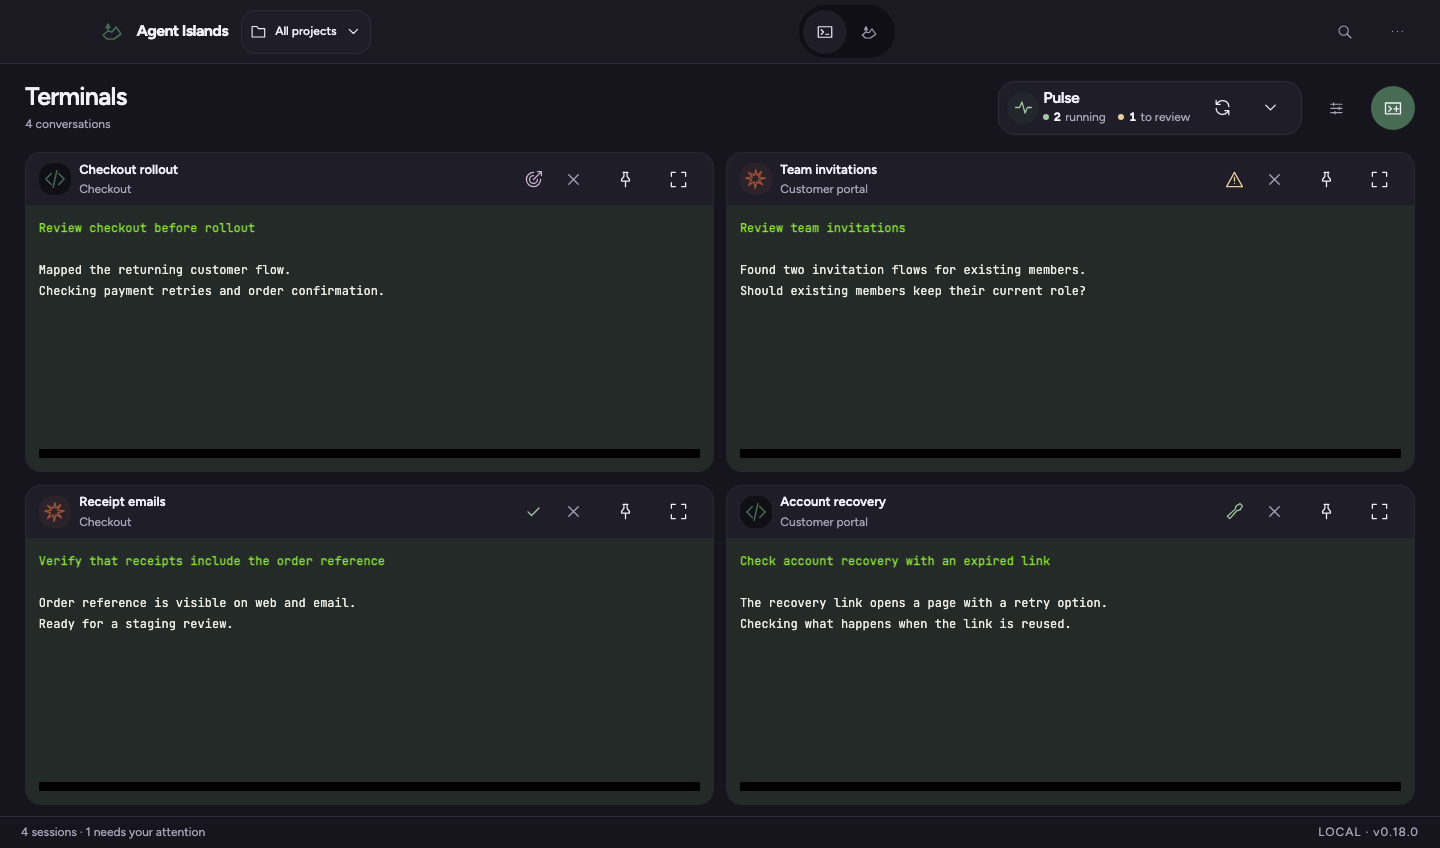 Agent Islands
All projects
Terminals
4 conversations
Pulse
2 running
1 to review
Checkout rollout
Checkout
Review checkout before rollout
Mapped the returning customer flow.
Checking payment retries and order confirmation.
Team invitations
Customer portal
Review team invitations
Found two invitation flows for existing members.
Should existing members keep their current role?
Receipt emails
Checkout
Verify that receipts include the order reference
Order reference is visible on web and email.
Ready for a staging review.
Account recovery
Customer portal
Check account recovery with an expired link
The recovery link opens a page with a retry option.
Checking what happens when the link is reused.
4 sessions · 1 needs your attention
LOCAL · v0.18.0